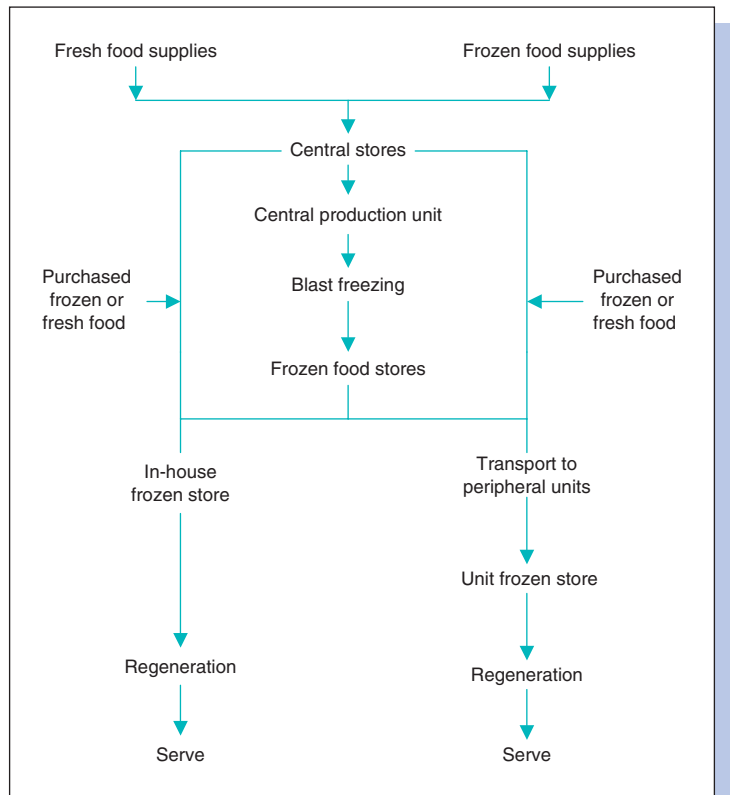 Fresh food supplies
Frozen food supplies
Central stores
Central production unit
Blast freezing
Purchased
frozen or
fresh food
Purchased
frozen or
fresh food
Frozen food stores
In-house
frozen store
Transport to
peripheral units
Unit frozen store
Regeneration
Regeneration
Serve
Serve